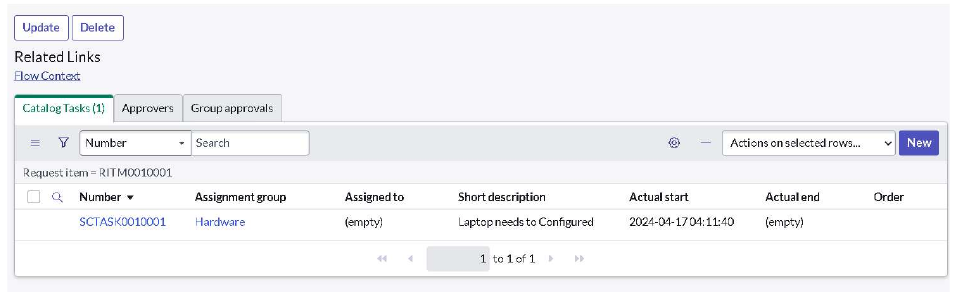 Update Delete
Related Links
Flow Context
Catalog Tasks (1) Approvers Group approvals
Number Search Actions on selected rows... New
Request item = RITM0010001
Number Assignment group Assigned to Short description Actual start Actual end Order
SCTASK0010001 Hardware (empty) Laptop needs to Configured 2024-04-17 04:11:40 (empty)
1 to 1 of 1